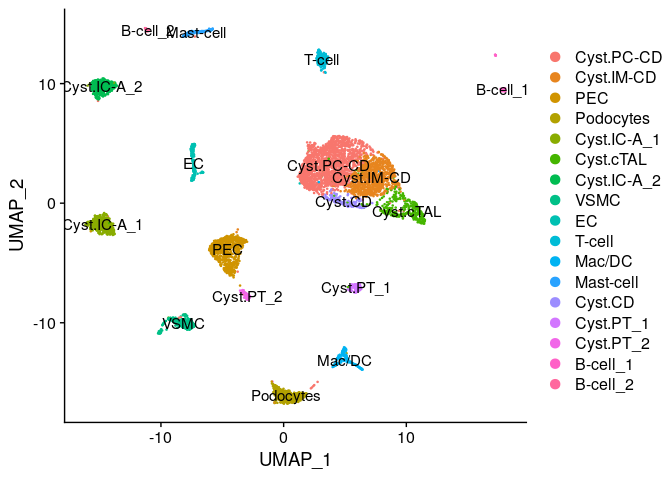 B-cell_2
Mast-cell
T-cell
Cyst.IC-A_2
B-cell_1
EC
Cyst.PC-CD
Cyst.IM-CD
Cyst.CD
Cyst.cTAL
Cyst.IC-A_1
PEC
Cyst.PT_2
Cyst.PT_1
VSMC
Mac/DC
Podocytes
10
0
-10
UMAP_2
-10
0
10
UMAP_1
Cyst.PC-CD
Cyst.IM-CD
PEC
Podocytes
Cyst.IC-A_1
Cyst.cTAL
Cyst.IC-A_2
VSMC
EC
T-cell
Mac/DC
Mast-cell
Cyst.CD
Cyst.PT_1
Cyst.PT_2
B-cell_1
B-cell_2